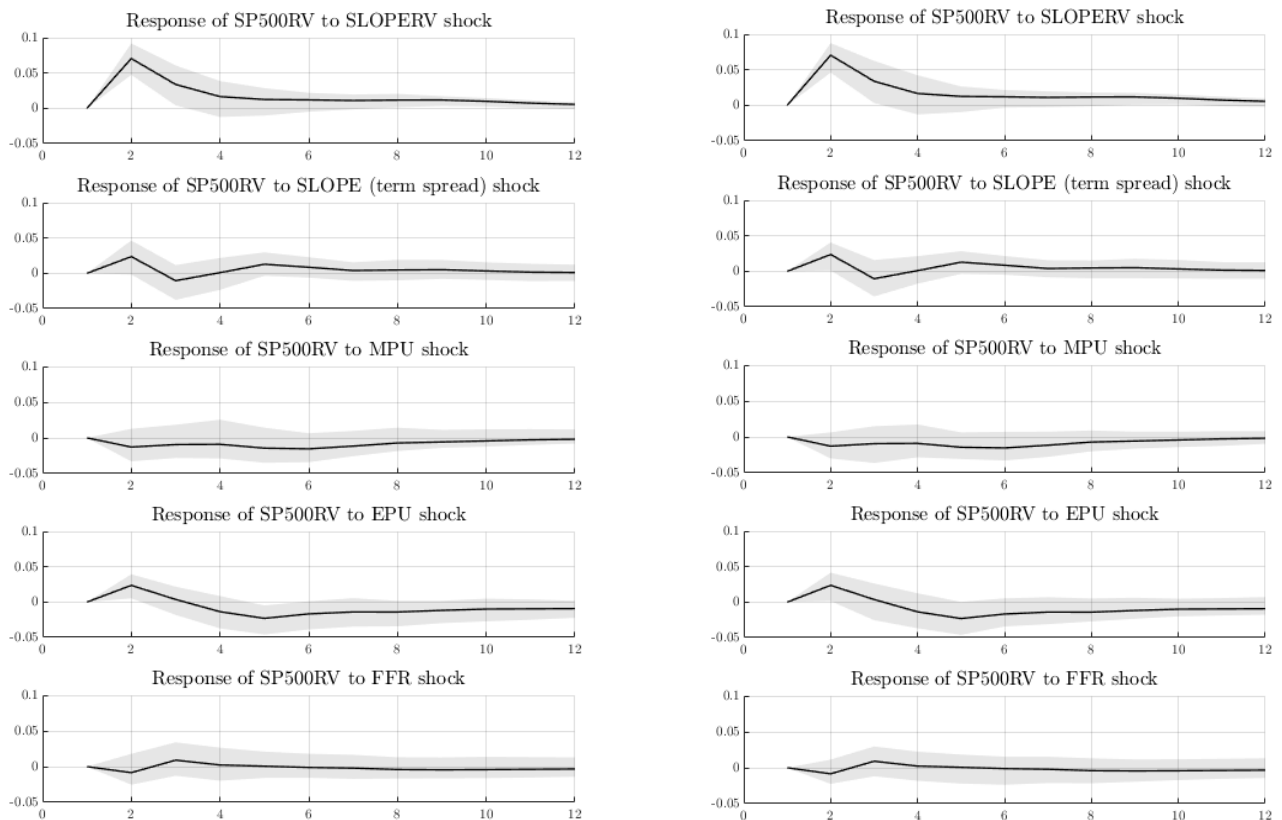 Response of SP500RV to SLOPERV shock
0.1
0.05
0
-0.05
0 2 4 6 8 10 12
Response of SP500RV to SLOPE (term spread) shock
0.1
0.05
0
-0.05
0 2 4 6 8 10 12
Response of SP500RV to MPU shock
0.1
0.05
0
-0.05
0 2 4 6 8 10 12
Response of SP500RV to EPU shock
0.1
0.05
0
-0.05
0 2 4 6 8 10 12
Response of SP500RV to FFR shock
0.1
0.05
0
-0.05
0 2 4 6 8 10 12
Response of SP500RV to SLOPERV shock
0.1
0.05
0
-0.05
0 2 4 6 8 10 12
Response of SP500RV to SLOPE (term spread) shock
0.1
0.05
0
-0.05
0 2 4 6 8 10 12
Response of SP500RV to MPU shock
0.1
0.05
0
-0.05
0 2 4 6 8 10 12
Response of SP500RV to EPU shock
0.1
0.05
0
-0.05
0 2 4 6 8 10 12
Response of SP500RV to FFR shock
0.1
0.05
0
-0.05
0 2 4 6 8 10 12